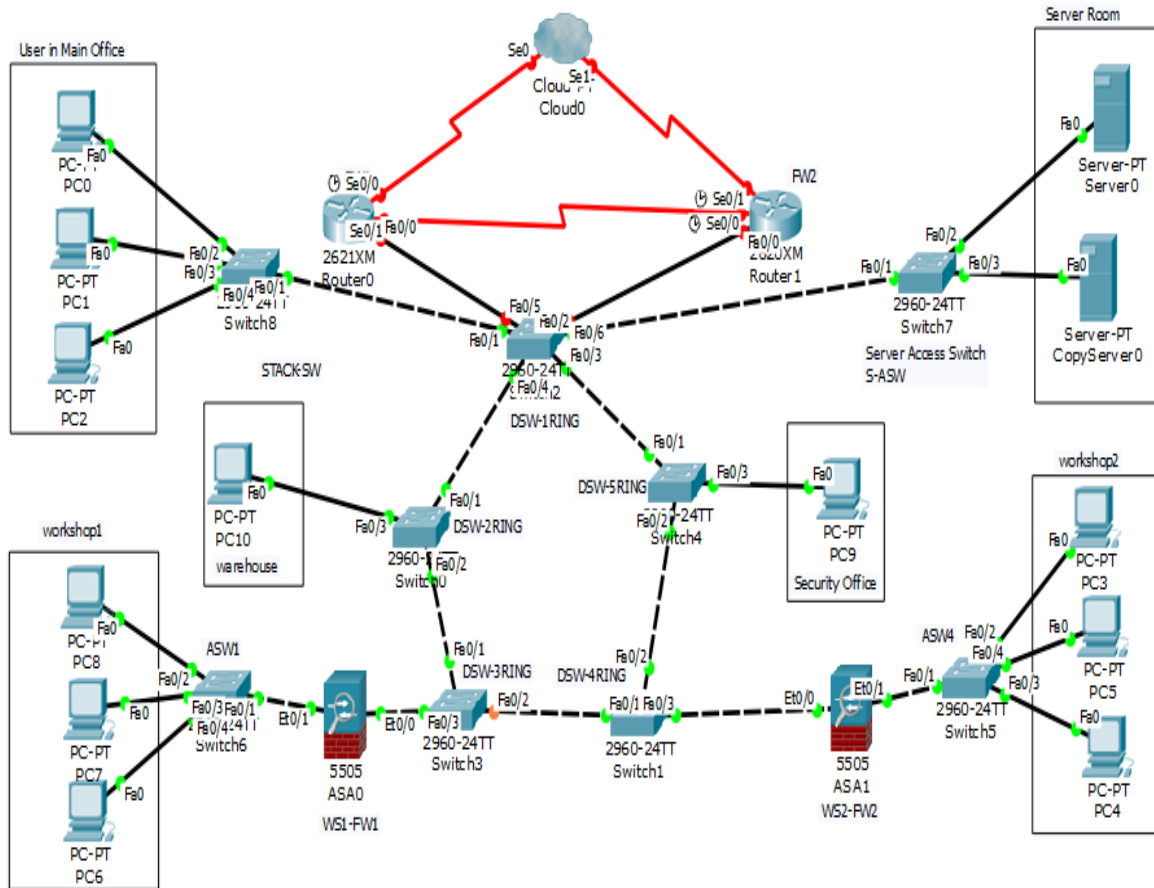 Server Room
User in Main Office
Se0
Se1
Cloud0
Fa0
PC-PT
PC0
Fa0
Server-PT
Server0
FW2
Se0/0
Se0/1
Se0/0
Fa0
PC-PT
PC1
Fa0/2
Fa0/3
Fa0/4
Fa0/1
Switch8
Se0/1
Fa0/0
2621XM
Router0
Fa0/0
Router1
Fa0/1
Fa0/2
Fa0/3
2960-24TT
Switch7
Fa0
Server-PT
CopyServer0
Fa0
PC-PT
PC2
STACK-SW
Fa0/5
Fa0/1
Fa0/2
Fa0/6
Fa0/3
Fa0/4
DSW-1RING
Server Access Switch
S-ASW
Fa0
PC-PT
PC10
warehouse
Fa0/3
Fa0/1
DSW-2RING
Fa0/2
Fa0/1
DSW-5RING
Fa0/2
Fa0/3
Switch4
Fa0
PC-PT
PC9
Security Office
workshop2
Fa0
PC-PT
PC3
workshop1
Fa0
PC8
ASW1
Fa0/2
Fa0/3
Fa0/1
Fa0/4
Switch6
Fa0
PC-PT
PC7
Fa0
PC-PT
PC6
Et0/1
5505
ASA0
WS1-FW1
Et0/0
Fa0/1
DSW-3RING
Fa0/3
Fa0/2
2960-24TT
Switch3
DSW-4RING
Fa0/2
Fa0/1
Fa0/3
2960-24TT
Switch1
Et0/0
Et0/1
5505
ASA1
WS2-FW2
ASW4
Fa0/1
Fa0/2
Fa0/4
Fa0/3
2960-24TT
Switch5
Fa0
PC-PT
PC5
Fa0
PC-PT
PC4